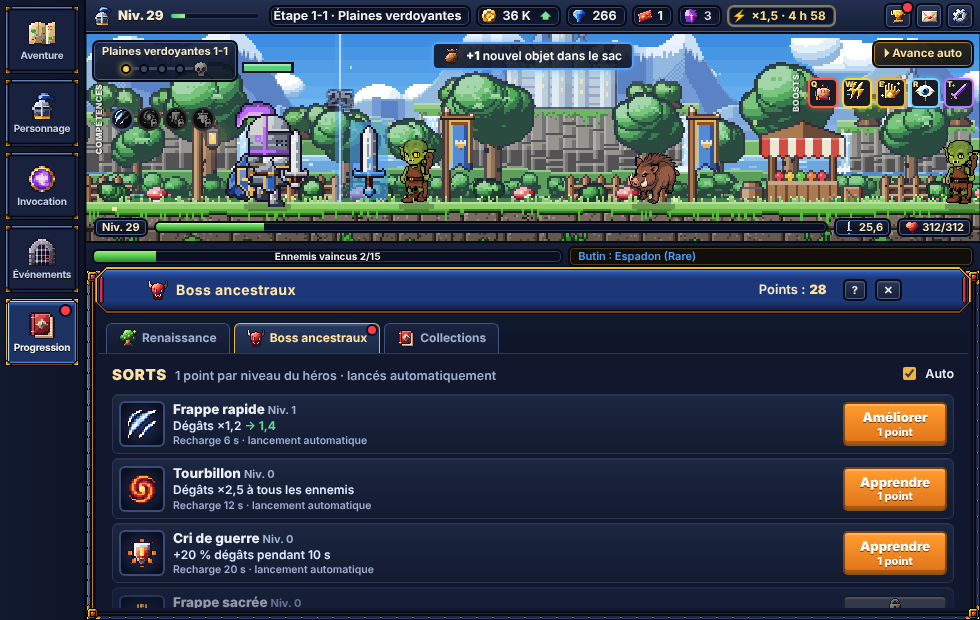 Niv. 29
Étape 1-1 · Plaines verdoyantes
36 K
266
1
3
×1,5 · 4 h 58
Aventure
Personnage
Invocation
Événements
Progression
Plaines verdoyantes 1-1
+1 nouvel objet dans le sac
Avance auto
COMPÉTENCES
BOOSTS
25
Niv. 29
25,6
312/312
Ennemis vaincus 2/15
Butin : Espadon (Rare)
Boss ancestraux
Points : 28
?
×
Renaissance
Boss ancestraux
Collections
SORTS
1 point par niveau du héros · lancés automatiquement
Auto
Frappe rapide Niv. 1
Dégâts ×1,2 → 1,4
Recharge 6 s · lancement automatique
Améliorer
1 point
Tourbillon Niv. 0
Dégâts ×2,5 à tous les ennemis
Recharge 12 s · lancement automatique
Apprendre
1 point
Cri de guerre Niv. 0
+20 % dégâts pendant 10 s
Recharge 20 s · lancement automatique
Apprendre
1 point
Frappe sacrée Niv. 0